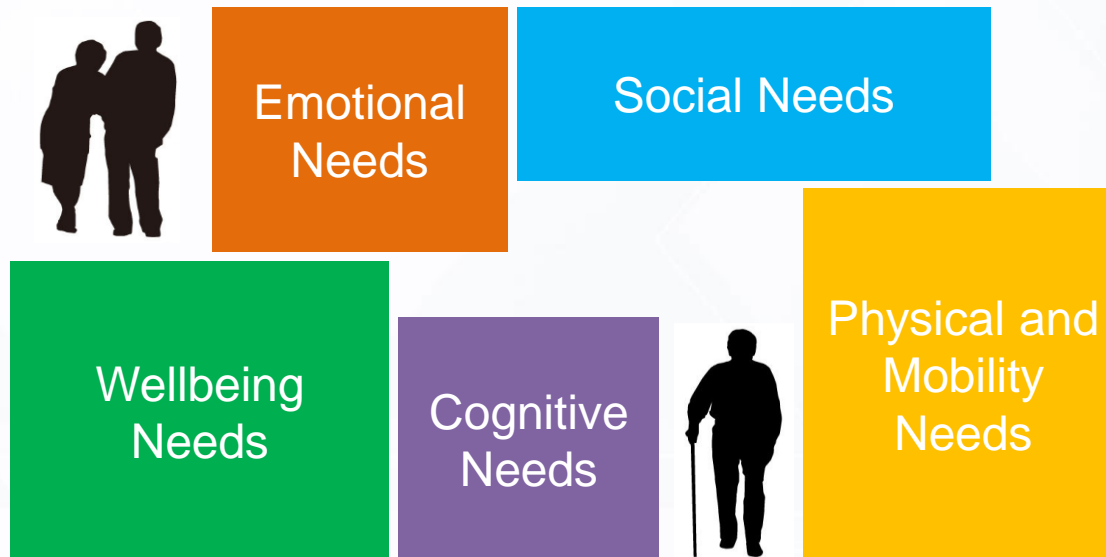 Emotional
Needs
Social Needs
Wellbeing
Needs
Cognitive
Needs
Physical and
Mobility
Needs